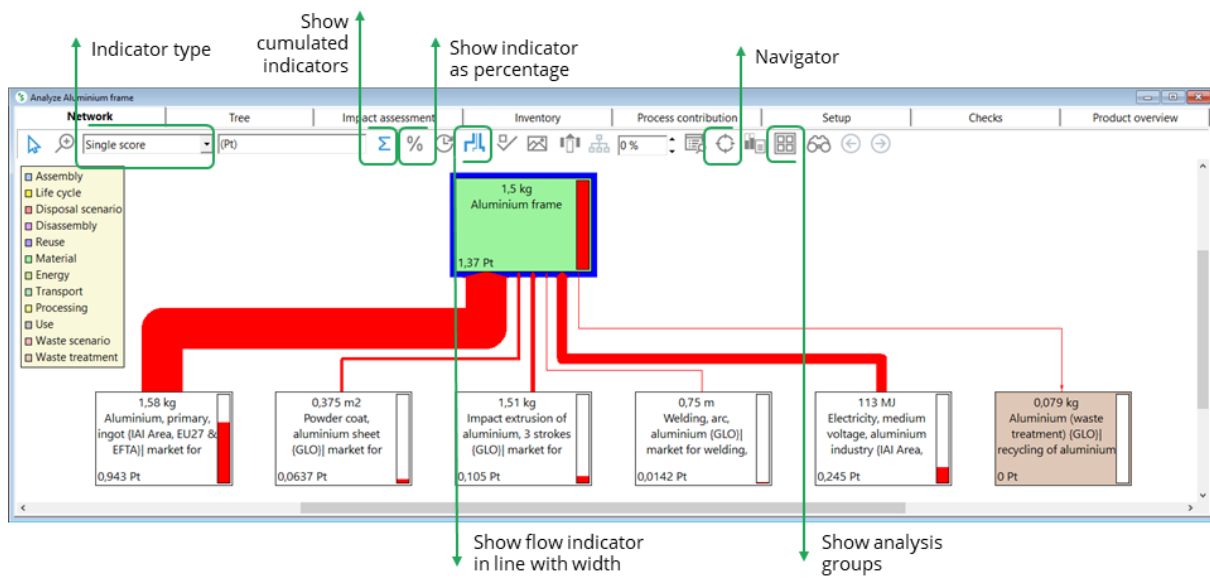 Show
cumulated
indicators
Indicator type
Show indicator
as percentage
Navigator
Analyze Aluminium frame
Network
Tree
Impact assessment
Inventory
Process contribution
Setup
Checks
Product overview
Single score
(Pt)
Σ
%
0 %
Assembly
Life cycle
Disposal scenario
Disassembly
Reuse
Material
Energy
Transport
Processing
Use
Waste scenario
Waste treatment
1,5 kg
Aluminium frame
1,37 Pt
1,58 kg
Aluminium, primary,
ingot {IAI Area, EU27 &
EFTA}| market for
0,943 Pt
0,375 m2
Powder coat,
aluminium sheet
{GLO}| market for
0,0637 Pt
1,51 kg
Impact extrusion of
aluminium, 3 strokes
{GLO}| market for
0,105 Pt
0,75 m
Welding, arc,
aluminium {GLO}|
market for welding,
0,0142 Pt
113 MJ
Electricity, medium
voltage, aluminium
industry {IAI Area,
0,245 Pt
0,079 kg
Aluminium (waste
treatment) {GLO}|
recycling of aluminium
0 Pt
Show flow indicator
in line with width
Show analysis
groups